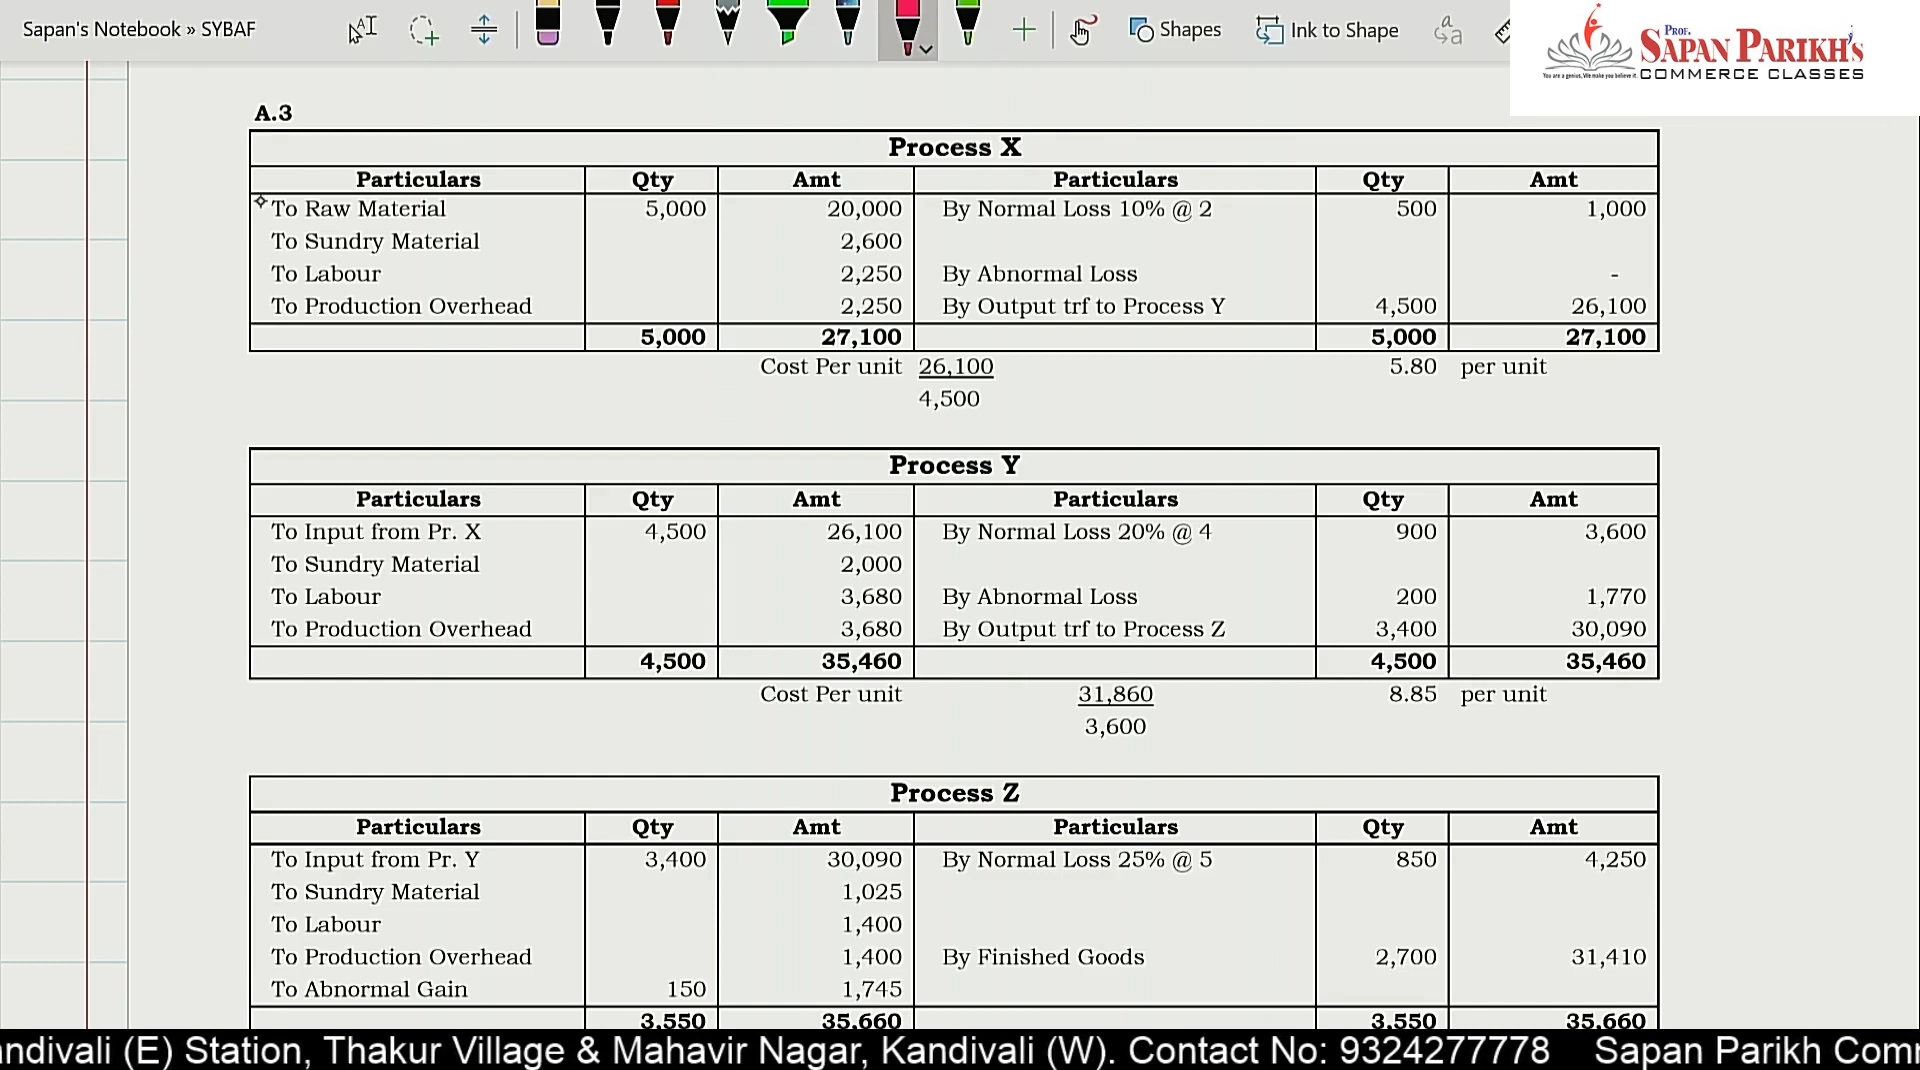 Sapan's Notebook » SYBAF
Shapes
Ink to Shape
PROF. SAPAN PARIKH'S
You are a genius, We make you believe it. COMMERCE CLASSES
A.3
Process X
Particulars Qty Amt Particulars Qty Amt
To Raw Material 5,000 20,000 By Normal Loss 10% @ 2 500 1,000
To Sundry Material 2,600
To Labour 2,250 By Abnormal Loss -
To Production Overhead 2,250 By Output trf to Process Y 4,500 26,100
5,000 27,100 5,000 27,100
Cost Per unit 26,100 5.80 per unit
4,500
Process Y
Particulars Qty Amt Particulars Qty Amt
To Input from Pr. X 4,500 26,100 By Normal Loss 20% @ 4 900 3,600
To Sundry Material 2,000
To Labour 3,680 By Abnormal Loss 200 1,770
To Production Overhead 3,680 By Output trf to Process Z 3,400 30,090
4,500 35,460 4,500 35,460
Cost Per unit 31,860 8.85 per unit
3,600
Process Z
Particulars Qty Amt Particulars Qty Amt
To Input from Pr. Y 3,400 30,090 By Normal Loss 25% @ 5 850 4,250
To Sundry Material 1,025
To Labour 1,400
To Production Overhead 1,400 By Finished Goods 2,700 31,410
To Abnormal Gain 150 1,745
3,550 35,660 3,550 35,660
andivali (E) Station, Thakur Village & Mahavir Nagar, Kandivali (W). Contact No: 9324277778 Sapan Parikh Comm